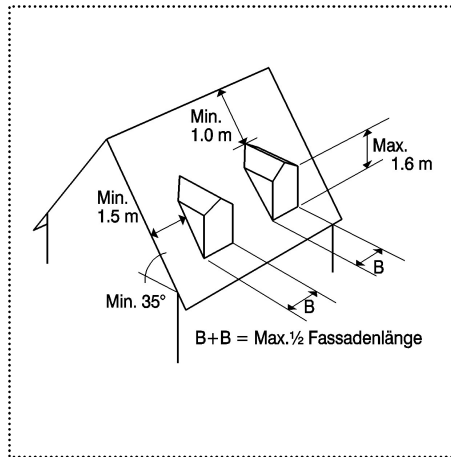 Min.
1.0 m
Max.
1.6 m
Min.
1.5 m
B
Min. 35°
B
B+B = Max.½ Fassadenlänge